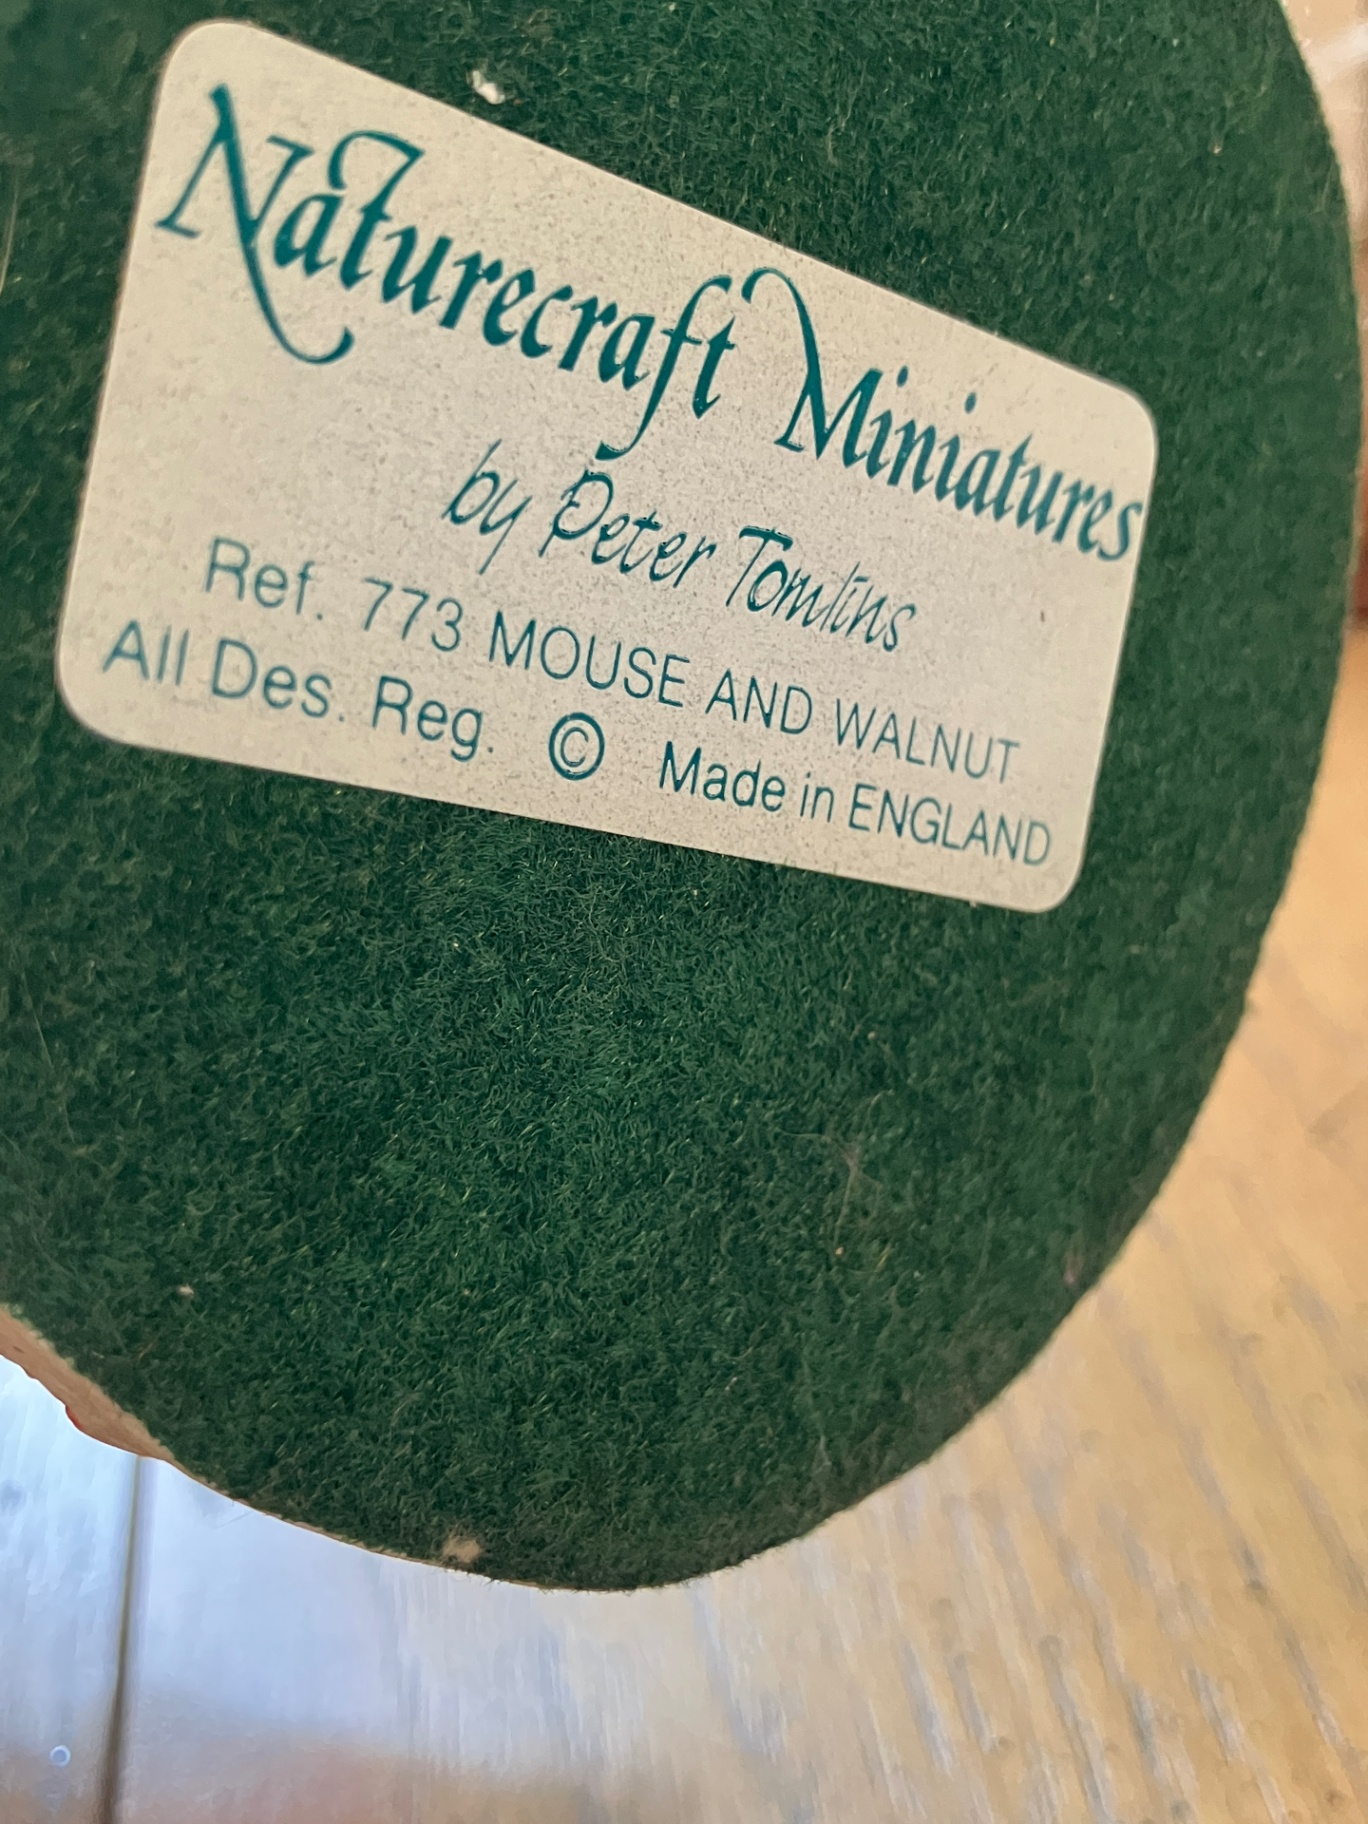 Naturecraft Miniatures
by Peter Tomlins
Ref. 773 MOUSE AND WALNUT
All Des. Reg. © Made in ENGLAND